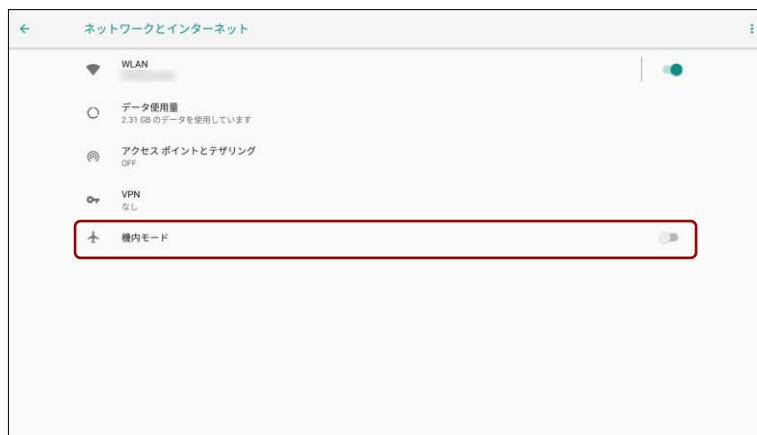 ネットワークとインターネット
WLAN
データ使用量
2.31 GB のデータを使用しています
アクセス ポイントとテザリング
OFF
VPN
なし
機内モード